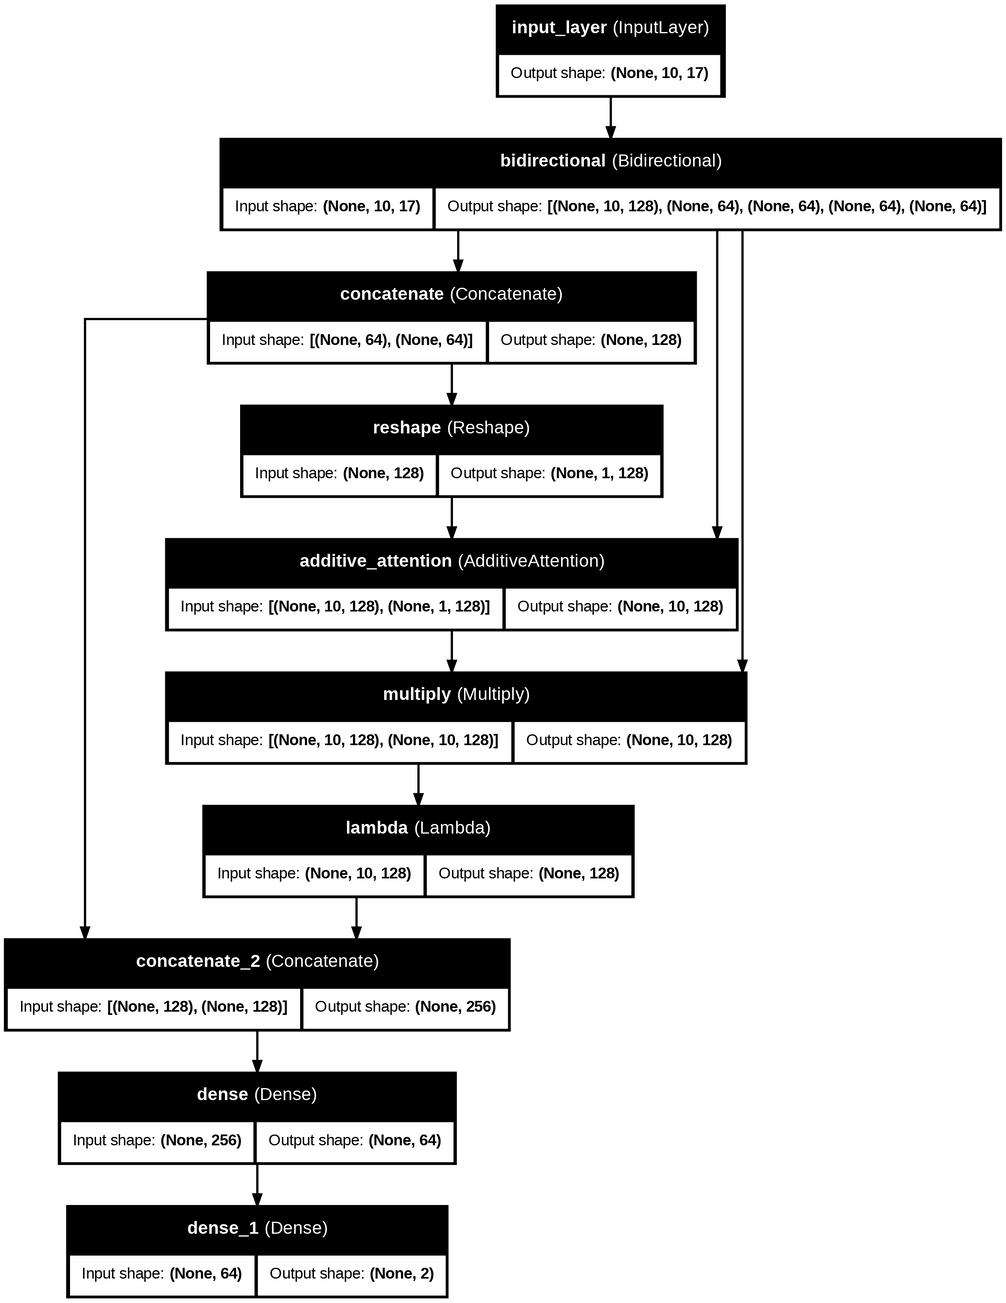 input_layer (InputLayer)
Output shape: (None, 10, 17)
bidirectional (Bidirectional)
Input shape: (None, 10, 17) Output shape: [(None, 10, 128), (None, 64), (None, 64), (None, 64), (None, 64)]
concatenate (Concatenate)
Input shape: [(None, 64), (None, 64)] Output shape: (None, 128)
reshape (Reshape)
Input shape: (None, 128) Output shape: (None, 1, 128)
additive_attention (AdditiveAttention)
Input shape: [(None, 10, 128), (None, 1, 128)] Output shape: (None, 10, 128)
multiply (Multiply)
Input shape: [(None, 10, 128), (None, 10, 128)] Output shape: (None, 10, 128)
lambda (Lambda)
Input shape: (None, 10, 128) Output shape: (None, 128)
concatenate_2 (Concatenate)
Input shape: [(None, 128), (None, 128)] Output shape: (None, 256)
dense (Dense)
Input shape: (None, 256) Output shape: (None, 64)
dense_1 (Dense)
Input shape: (None, 64) Output shape: (None, 2)